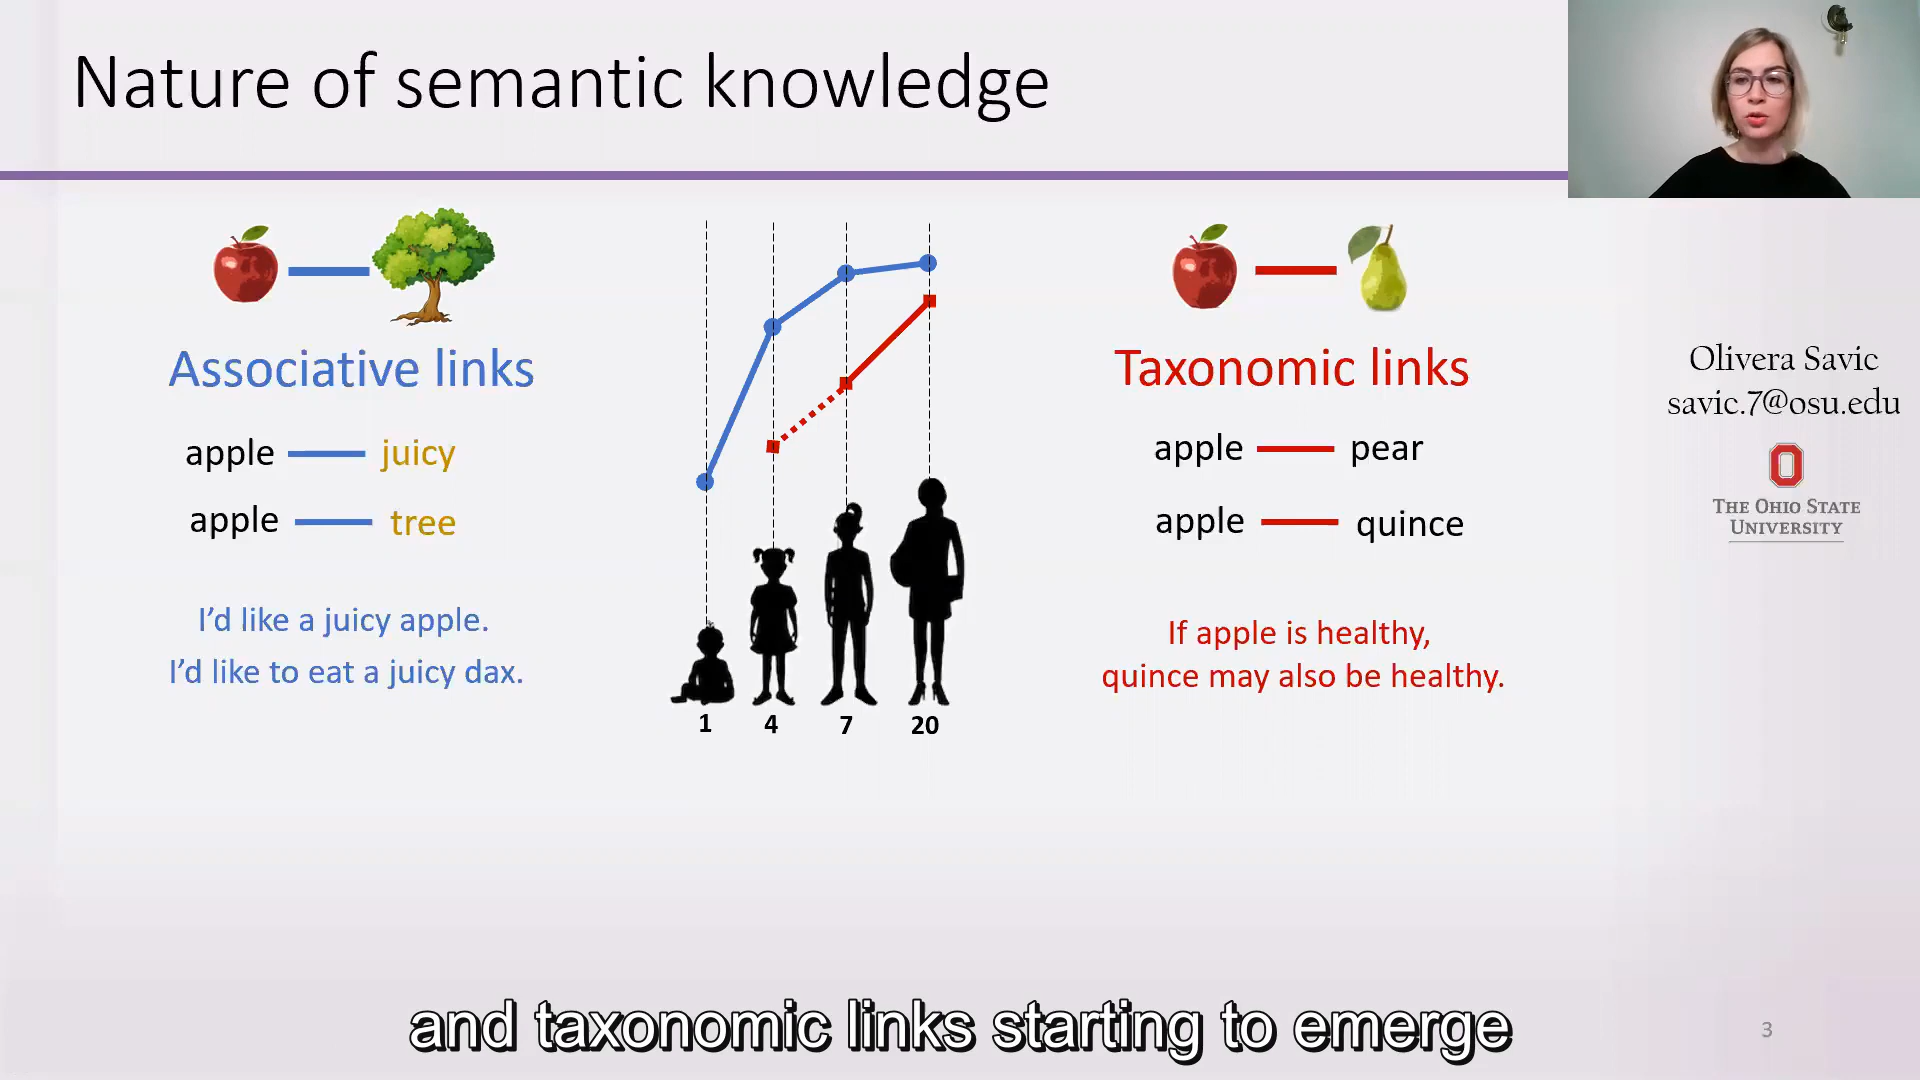 Nature of semantic knowledge
Associative links
apple juicy
apple tree
I'd like a juicy apple.
I'd like to eat a juicy dax.
1 4 7 20
Taxonomic links
apple pear
apple quince
If apple is healthy,
quince may also be healthy.
Olivera Savic
savic.7@osu.edu
THE OHIO STATE
UNIVERSITY
and taxonomic links starting to emerge
3